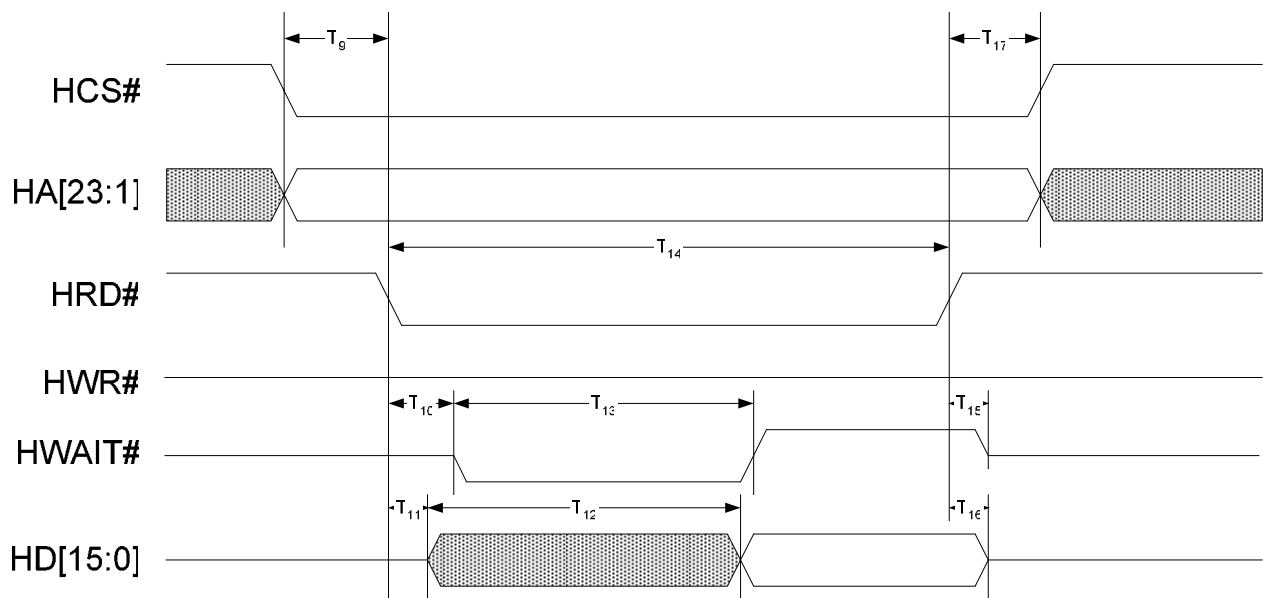 T9
T17
HCS#
HA[23:1]
T14
HRD#
HWR#
T10
T13
T15
HWAIT#
T11
T12
T16
HD[15:0]